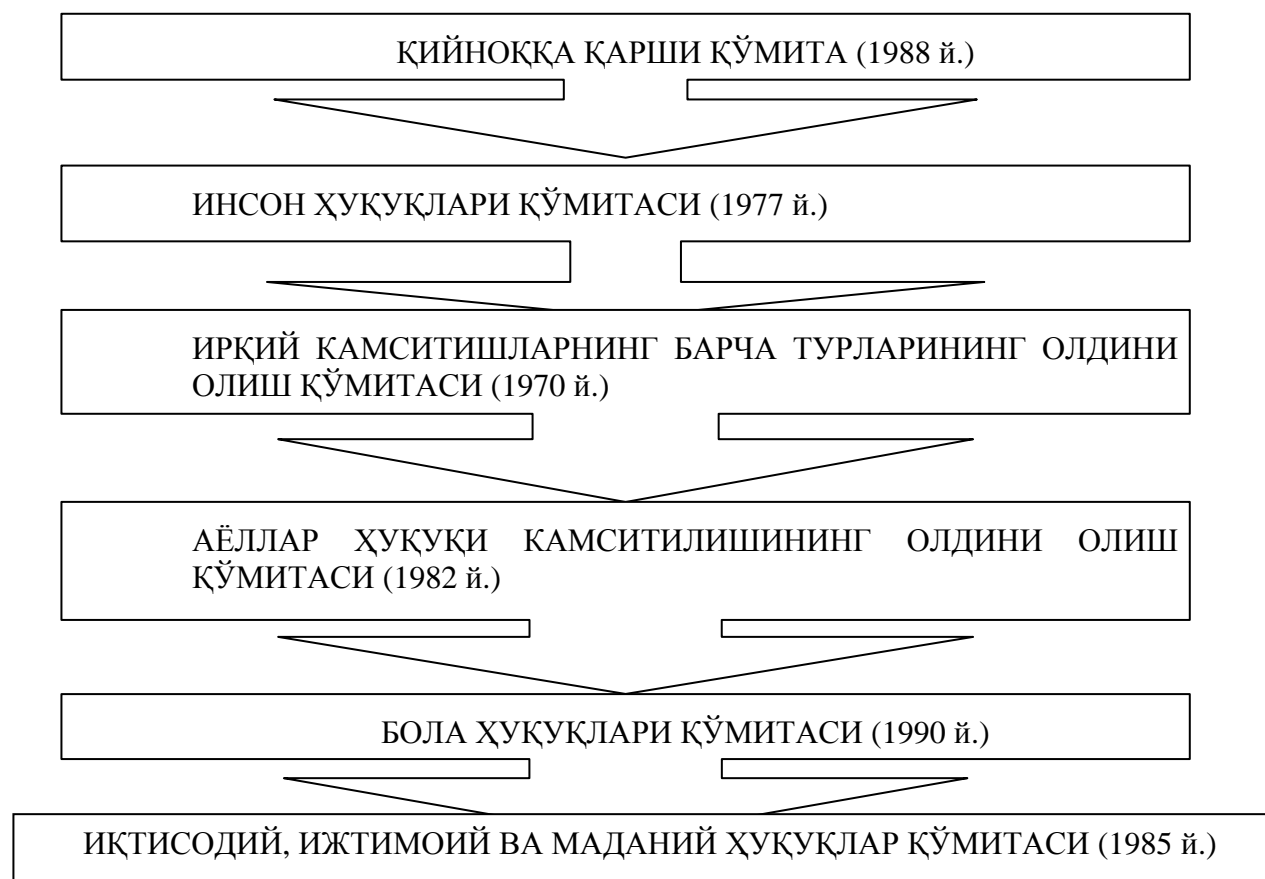 ҚИЙНОҚҚА ҚАРШИ ҚЎМИТА (1988 й.)
ИНСОН ҲУҚУҚЛАРИ ҚЎМИТАСИ (1977 й.)
ИРҚИЙ КАМСИТИШЛАРНИНГ БАРЧА ТУРЛАРИНИНГ ОЛДИНИ
ОЛИШ ҚЎМИТАСИ (1970 й.)
АЁЛЛАР ҲУҚУҚИ КАМСИТИЛИШИНИНГ ОЛДИНИ ОЛИШ
ҚЎМИТАСИ (1982 й.)
БОЛА ҲУҚУҚЛАРИ ҚЎМИТАСИ (1990 й.)
ИҚТИСОДИЙ, ИЖТИМОИЙ ВА МАДАНИЙ ҲУҚУҚЛАР ҚЎМИТАСИ (1985 й.)